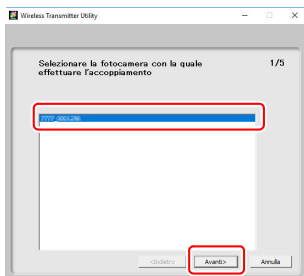 Wireless Transmitter Utility
Selezionare la fotocamera con la quale
effettuare l'accoppiamento
1/5
<Indietro
Avanti>
Annulla